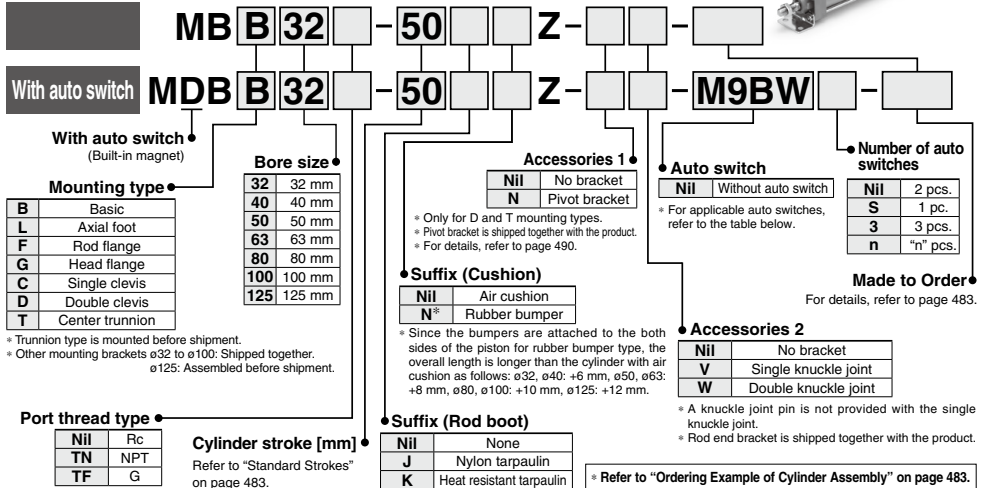 MB B 32 - 50 Z - -
With auto switch MDB B 32 - 50 Z - - M9BW -
With auto switch
(Built-in magnet)
Mounting type
B Basic
L Axial foot
F Rod flange
G Head flange
C Single clevis
D Double clevis
T Center trunnion
* Trunnion type is mounted before shipment.
* Other mounting brackets ø32 to ø100: Shipped together.
ø125: Assembled before shipment.
Bore size
32 32 mm
40 40 mm
50 50 mm
63 63 mm
80 80 mm
100 100 mm
125 125 mm
Port thread type
Nil Rc
TN NPT
TF G
Cylinder stroke [mm]
Refer to "Standard Strokes"
on page 483.
Accessories 1
Nil No bracket
N Pivot bracket
* Only for D and T mounting types.
* Pivot bracket is shipped together with the product.
* For details, refer to page 490.
Suffix (Cushion)
Nil Air cushion
N* Rubber bumper
* Since the bumpers are attached to the both
sides of the piston for rubber bumper type, the
overall length is longer than the cylinder with air
cushion as follows: ø32, ø40: +6 mm, ø50, ø63:
+8 mm, ø80, ø100: +10 mm, ø125: +12 mm.
Suffix (Rod boot)
Nil None
J Nylon tarpaulin
K Heat resistant tarpaulin
Auto switch
Nil Without auto switch
* For applicable auto switches,
refer to the table below.
Number of auto
switches
Nil 2 pcs.
S 1 pc.
3 3 pcs.
n "n" pcs.
Made to Order
For details, refer to page 483.
Accessories 2
Nil No bracket
V Single knuckle joint
W Double knuckle joint
* A knuckle joint pin is not provided with the single
knuckle joint.
* Rod end bracket is shipped together with the product.
* Refer to "Ordering Example of Cylinder Assembly" on page 483.